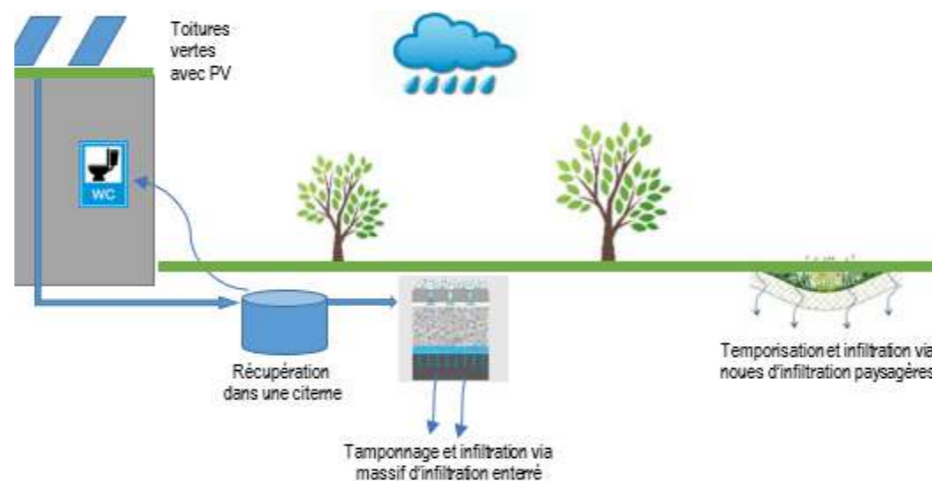 Toitures
vertes
avec PV
WC
Récupération
dans une citerne
Temporisation et infiltration via
noues d'infiltration paysagères
Tamponnage et infiltration via
massif d'infiltration enterré